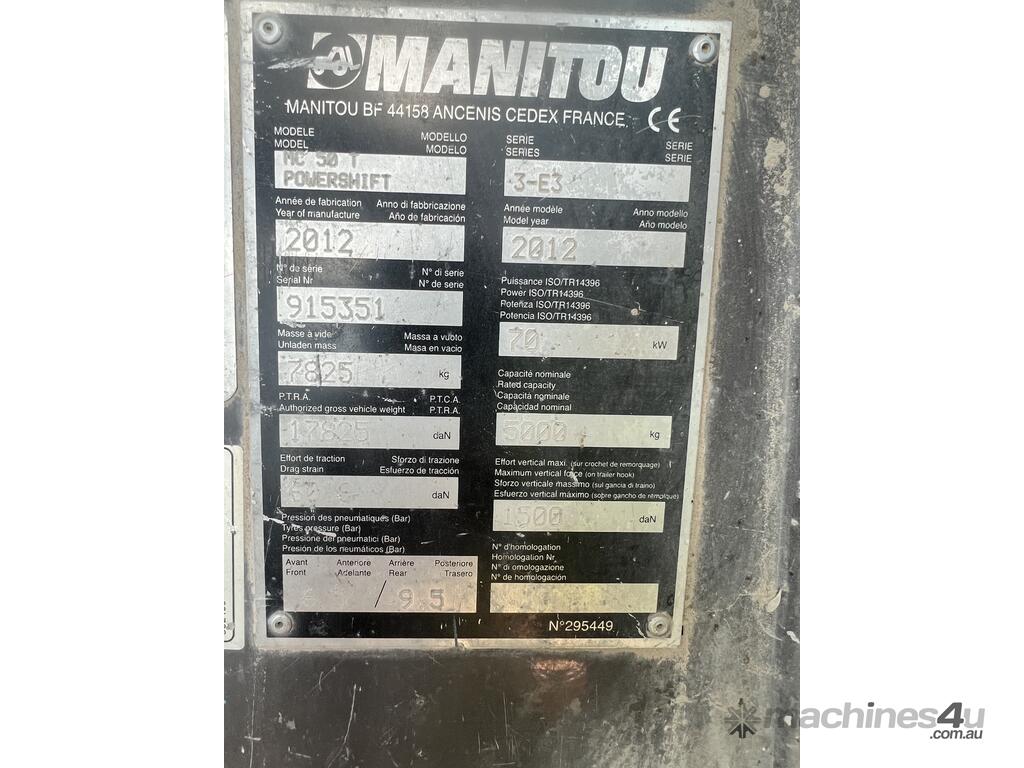 MANITOU
MANITOU BF 44158 ANCENIS CEDEX FRANCE CE
MODELE MODELLO
MODEL MODELO
MC 50 T
POWERSHIFT
SERIE SERIE
SERIES SERIE
3-E3
Année de fabrication Anno di fabbricazione
Year of manufacture Año de fabricación
2012
Année modèle Anno modello
Model year Año modelo
2012
N° de série N° di serie
Serial Nr N° de serie
915351
Puissance ISO/TR14396
Power ISO/TR14396
Potenza ISO/TR14396
Potencia ISO/TR14396
70 kW
Masse à vide Massa a vuoto
Unladen mass Masa en vacio
7825 kg
Capacité nominale
Rated capacity
Capacita nominale
Capacidad nominal
5000 kg
P.T.R.A. P.T.C.A.
Authorized gross vehicle weight P.T.R.A.
17825 daN
Effort de traction Sforzo di trazione
Drag strain Esfuerzo de tracción
daN
Effort vertical maxi. (sur crochet de remorquage)
Maximum vertical force (on trailer hook)
Sforzo verticale massimo (sul gancia di traino)
Esfuerzo vertical máximo (sobre gancho de remolque)
1500 daN
Pression des pneumatiques (Bar)
Tyres pressure (Bar)
Pressione dei pneumatici (Bar)
Presión de los neumáticos (Bar)
Avant Anteriore Arrière Posteriore
Front Adelante Rear Trasero
/ 9.5
N° d'homologation
Homologation Nr
N° di omologazione
N° de homologación
N°295449
machines4u
.com.au